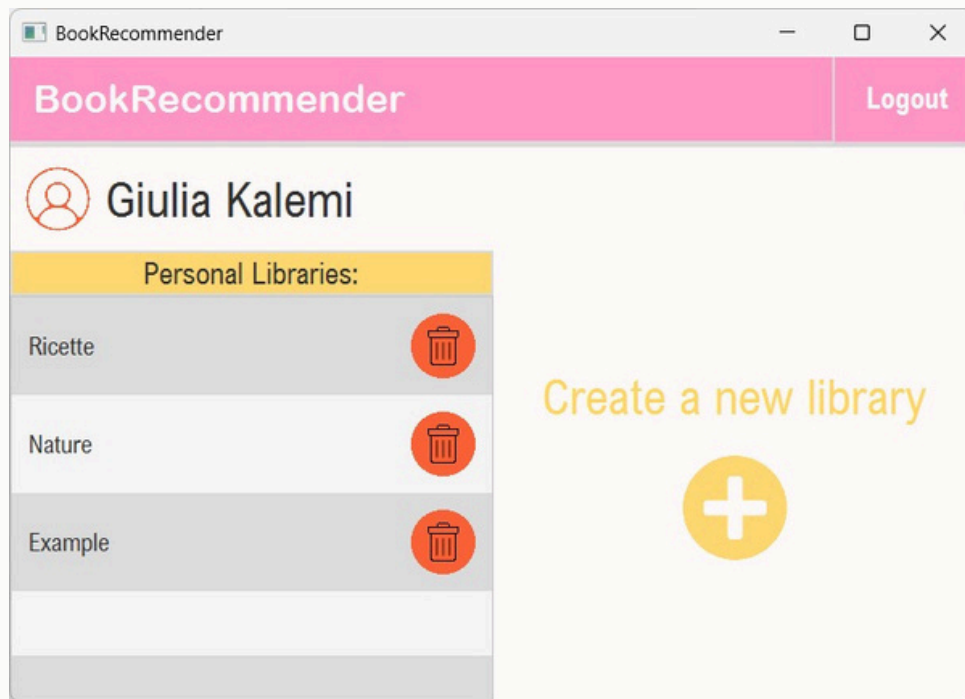 BookRecommender
BookRecommender
Logout
Giulia Kalemi
Personal Libraries:
Ricette
Nature
Example
Create a new library